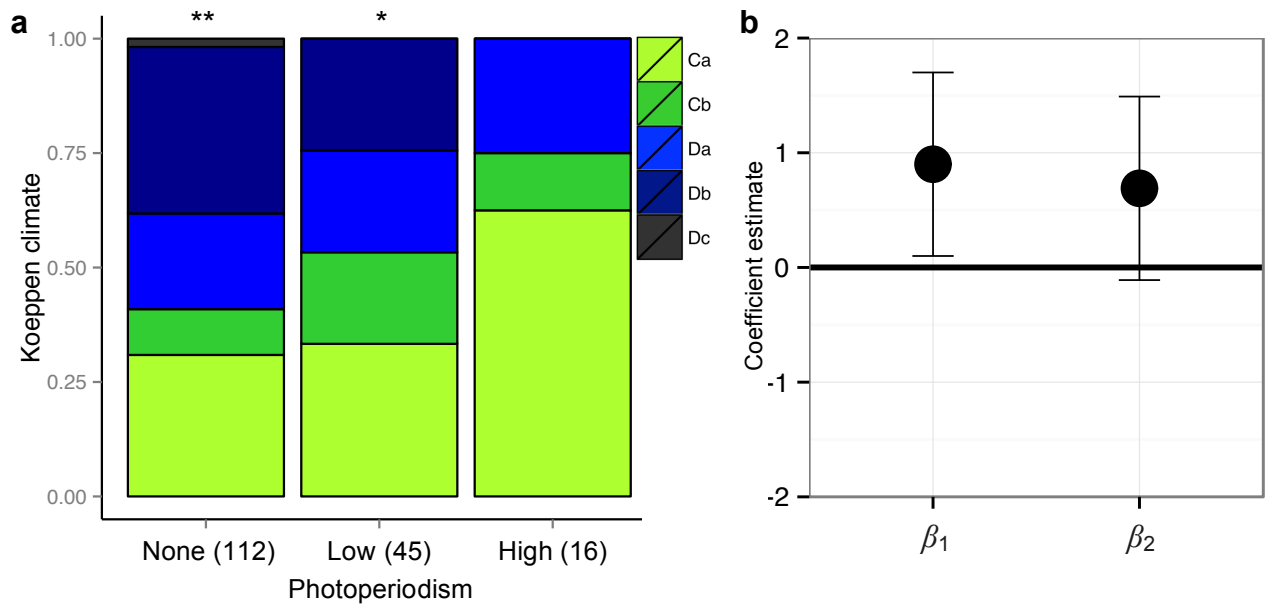 a
** *
1.00
0.75
0.50
0.25
0.00
Koeppen climate
None (112) Low (45) High (16)
Photoperiodism
Ca
Cb
Da
Db
Dc
b
2
1
0
-1
-2
Coefficient estimate
β1 β2